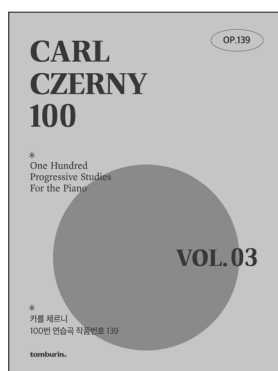 OP.139
CARL
CZERNY
100
*
One Hundred
Progressive Studies
For the Piano
VOL.03
*
카를 체르니
100번 연습곡 작품번호 139
tamburin.